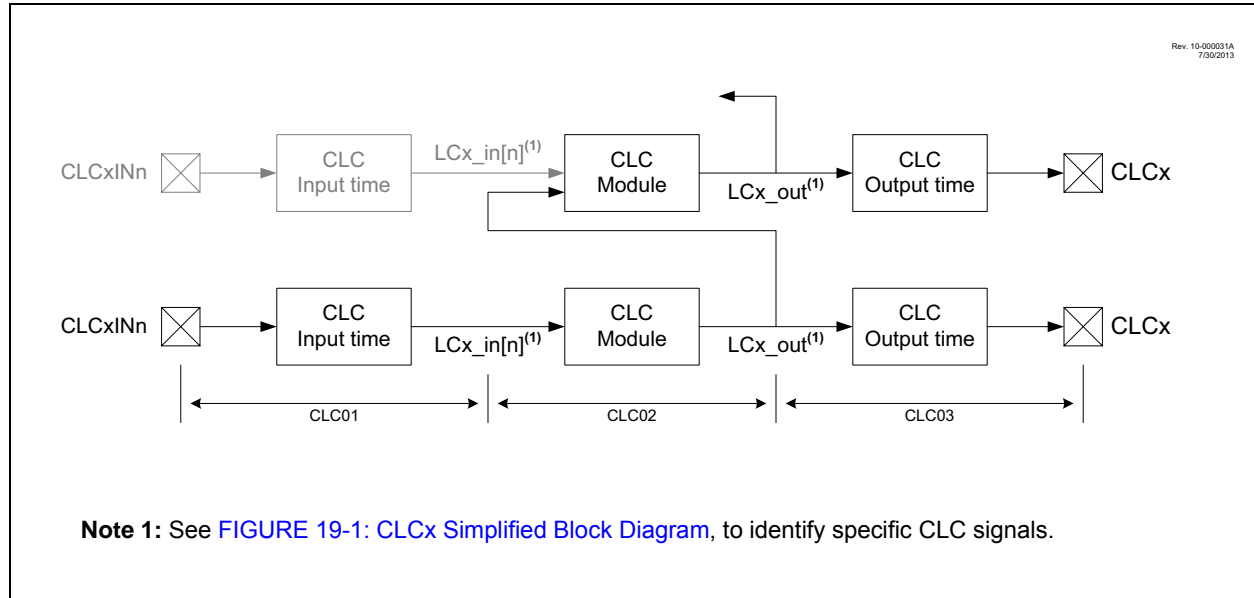 Rev. 10-000031A
7/30/2013
CLCxINn
CLC
Input time
LCx_in[n](1)
CLC
Module
LCx_out(1)
CLC
Output time
CLCx
CLCxINn
CLC
Input time
LCx_in[n](1)
CLC
Module
LCx_out(1)
CLC
Output time
CLCx
CLC01
CLC02
CLC03
Note 1: See FIGURE 19-1: CLCx Simplified Block Diagram, to identify specific CLC signals.